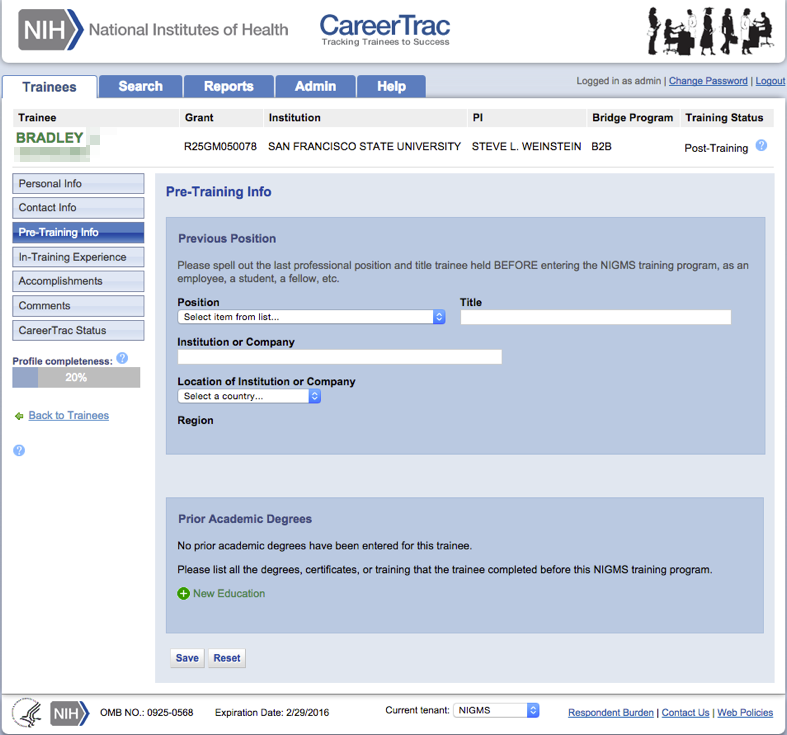 NIH National Institutes of Health
CareerTrac
Tracking Trainees to Success
Trainees Search Reports Admin Help
Logged in as admin | Change Password | Logout
Trainee Grant Institution PI Bridge Program Training Status
BRADLEY
R25GM050078 SAN FRANCISCO STATE UNIVERSITY STEVE L. WEINSTEIN B2B Post-Training ?
Personal Info
Contact Info
Pre-Training Info
In-Training Experience
Accomplishments
Comments
CareerTrac Status
Profile completeness: ?
20%
Back to Trainees
?
Pre-Training Info
Previous Position
Please spell out the last professional position and title trainee held BEFORE entering the NIGMS training program, as an
employee, a student, a fellow, etc.
Position Title
Select item from list...
Institution or Company
Location of Institution or Company
Select a country...
Region
Prior Academic Degrees
No prior academic degrees have been entered for this trainee.
Please list all the degrees, certificates, or training that the trainee completed before this NIGMS training program.
New Education
Save Reset
NIH OMB NO.: 0925-0568 Expiration Date: 2/29/2016 Current tenant: NIGMS Respondent Burden | Contact Us | Web Policies